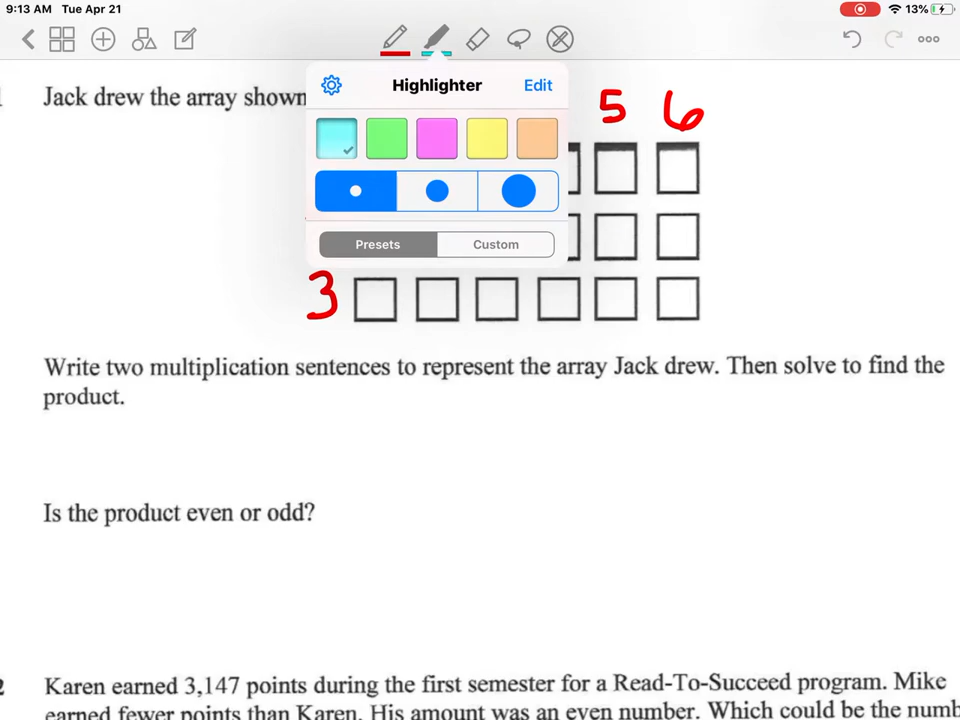 9:13 AM Tue Apr 21
13%
Highlighter
Edit
Presets
Custom
Jack drew the array shown
5 6
3
Write two multiplication sentences to represent the array Jack drew. Then solve to find the
product.
Is the product even or odd?
2
Karen earned 3,147 points during the first semester for a Read-To-Succeed program. Mike
earned fewer points than Karen. His amount was an even number. Which could be the numb